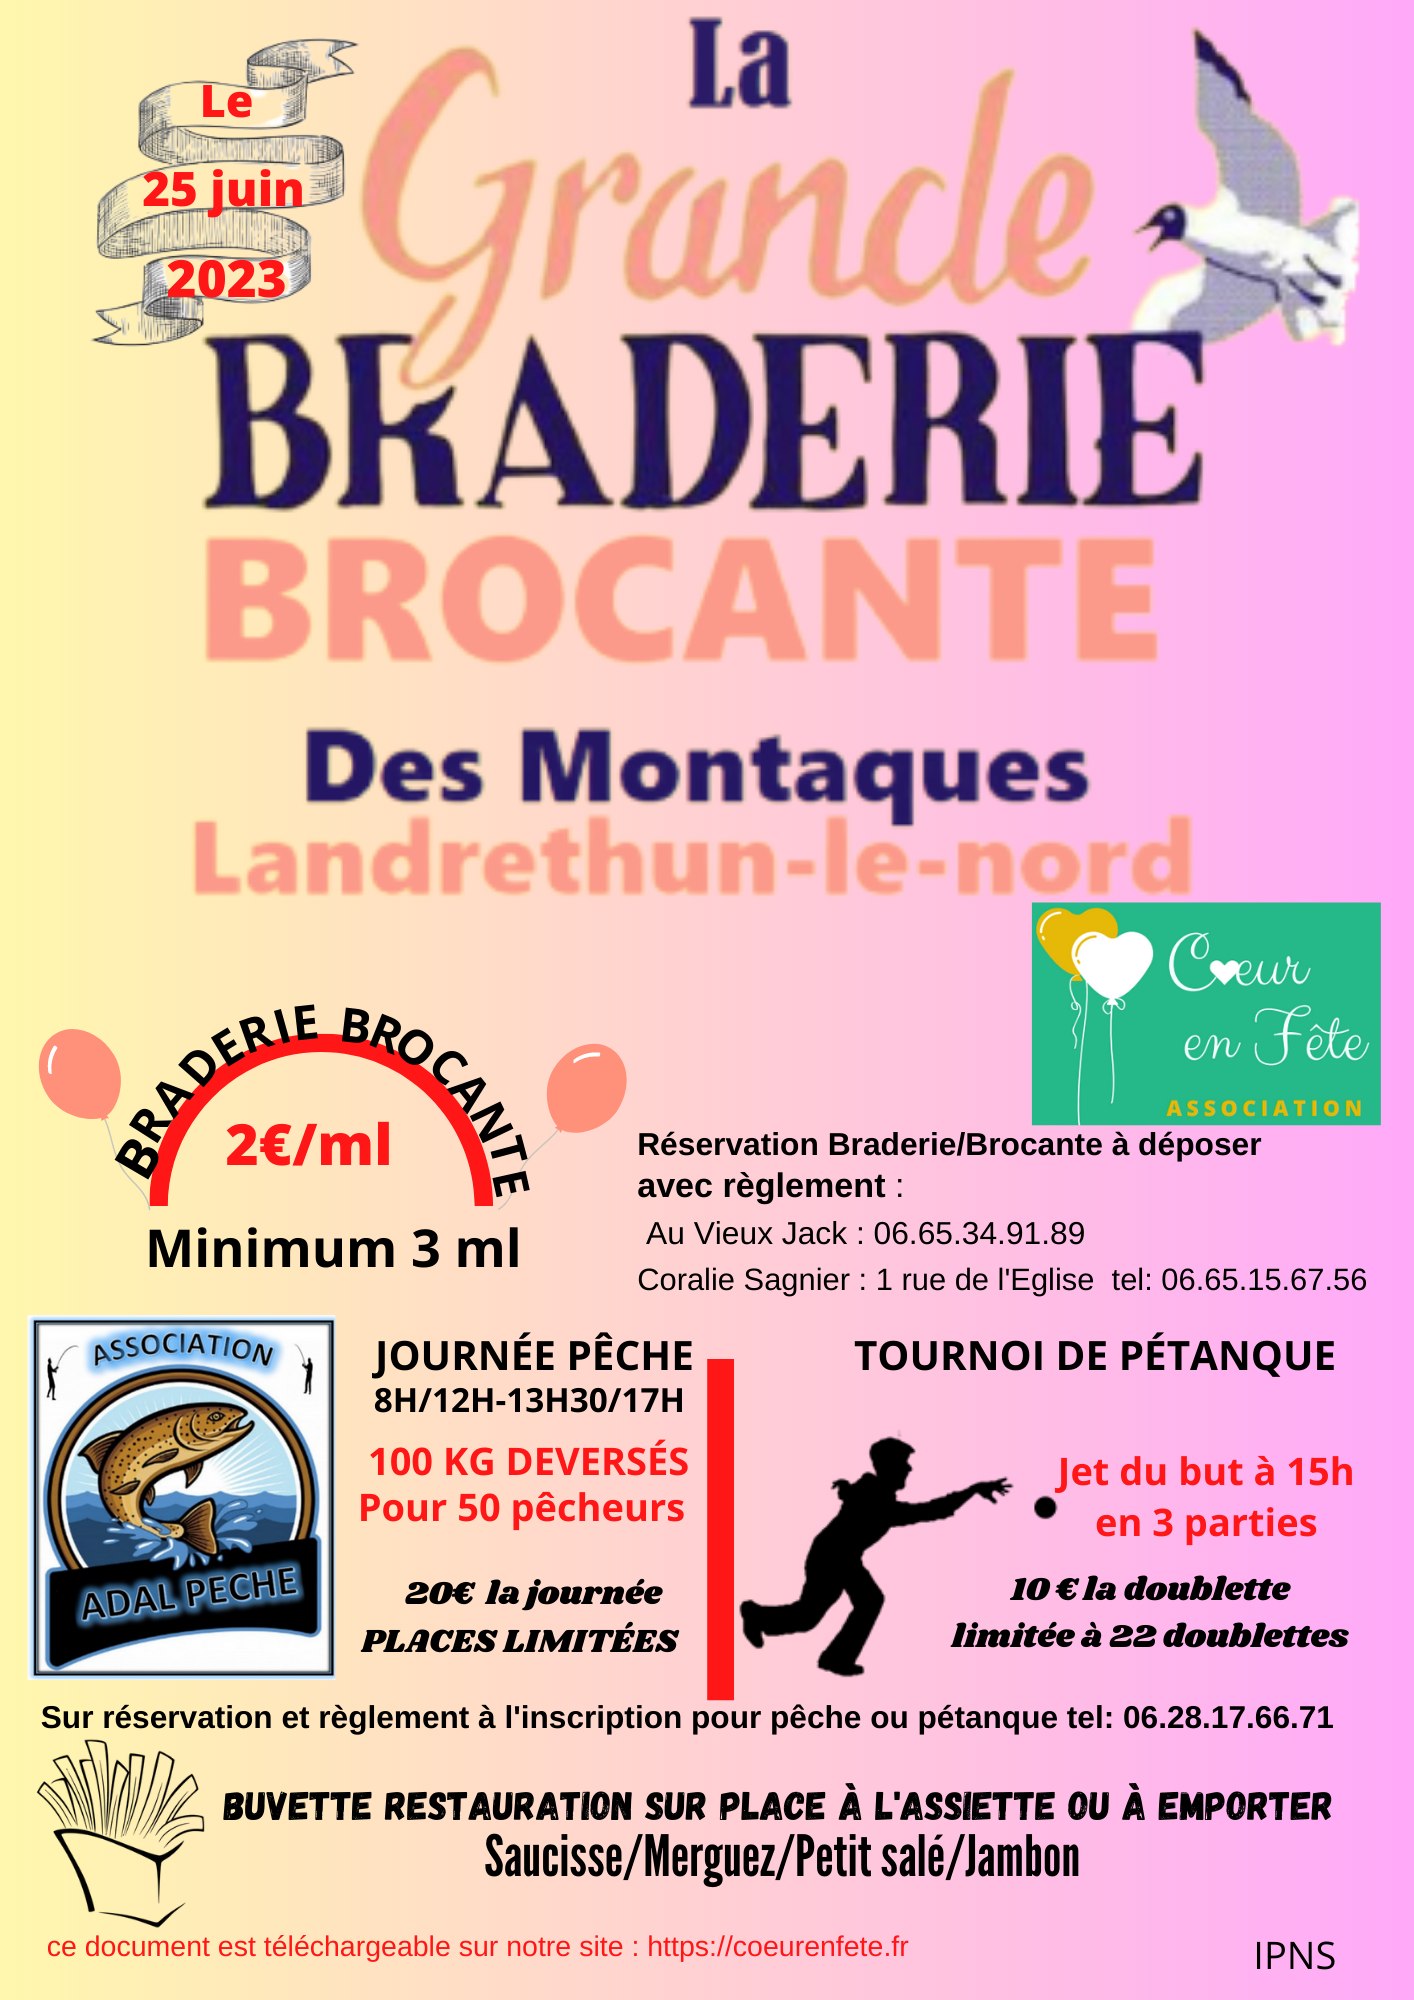 Le
25 juin
2023
La
Grande
BRADERIE
BROCANTE
Des Montaques
Landrethun-le-nord
Cœur
en Fête
ASSOCIATION
BRADERIE BROCANTE
2€/ml
Minimum 3 ml
Réservation Braderie/Brocante à déposer
avec règlement :
Au Vieux Jack : 06.65.34.91.89
Coralie Sagnier : 1 rue de l'Eglise tel: 06.65.15.67.56
ASSOCIATION
ADAL PECHE
JOURNÉE PÊCHE
8H/12H-13H30/17H
100 KG DEVERSÉS
Pour 50 pêcheurs
20€ la journée
PLACES LIMITÉES
TOURNOI DE PÉTANQUE
Jet du but à 15h
en 3 parties
10 € la doublette
limitée à 22 doublettes
Sur réservation et règlement à l'inscription pour pêche ou pétanque tel: 06.28.17.66.71
BUVETTE RESTAURATION SUR PLACE À L'ASSIETTE OU À EMPORTER
Saucisse/Merguez/Petit salé/Jambon
ce document est téléchargeable sur notre site : https://coeurenfete.fr
IPNS